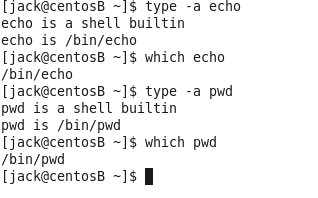 [jack@centosB ~]$ type -a echo
echo is a shell builtin
echo is /bin/echo
[jack@centosB ~]$ which echo
/bin/echo
[jack@centosB ~]$ type -a pwd
pwd is a shell builtin
pwd is /bin/pwd
[jack@centosB ~]$ which pwd
/bin/pwd
[jack@centosB ~]$